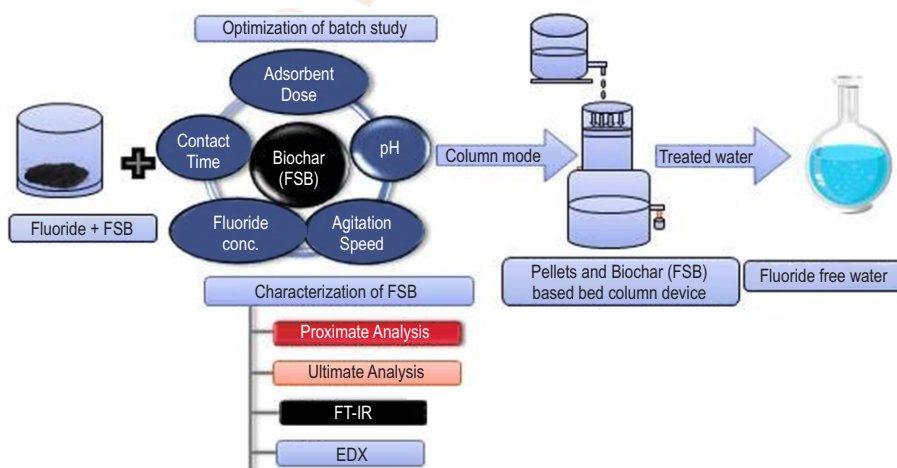 Optimization of batch study
Adsorbent
Dose
Contact
Time
Biochar
(FSB)
pH
Fluoride
conc.
Agitation
Speed
Fluoride + FSB
Column mode
Treated water
Pellets and Biochar (FSB)
based bed column device
Fluoride free water
Characterization of FSB
Proximate Analysis
Ultimate Analysis
FT-IR
EDX